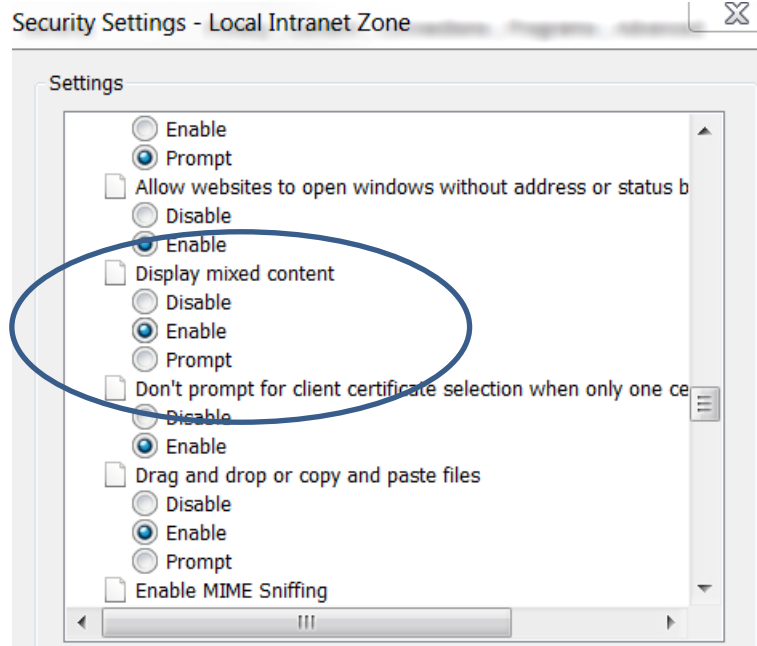 Security Settings - Local Intranet Zone
Settings
Enable
Prompt
Allow websites to open windows without address or status b
Disable
Enable
Display mixed content
Disable
Enable
Prompt
Don't prompt for client certificate selection when only one ce
Disable
Enable
Drag and drop or copy and paste files
Disable
Enable
Prompt
Enable MIME Sniffing